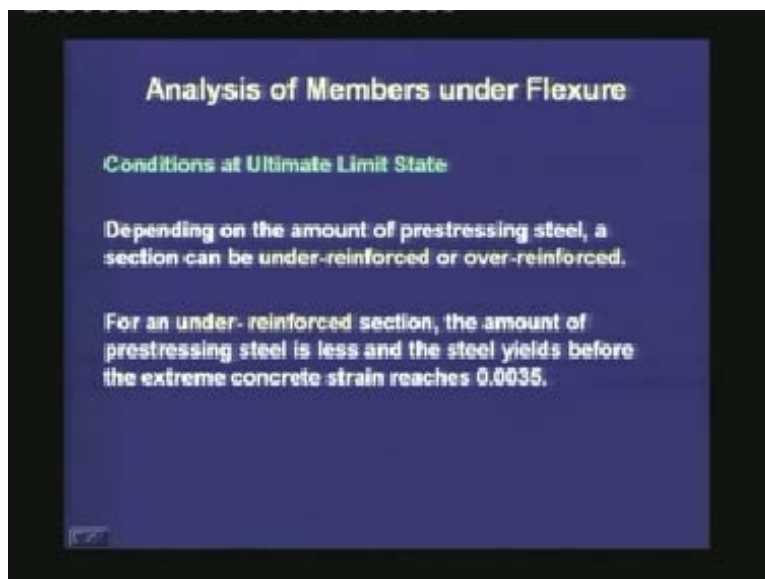 Analysis of Members under Flexure
Conditions at Ultimate Limit State
Depending on the amount of prestressing steel, a
section can be under-reinforced or over-reinforced.
For an under- reinforced section, the amount of
prestressing steel is less and the steel yields before
the extreme concrete strain reaches 0.0035.